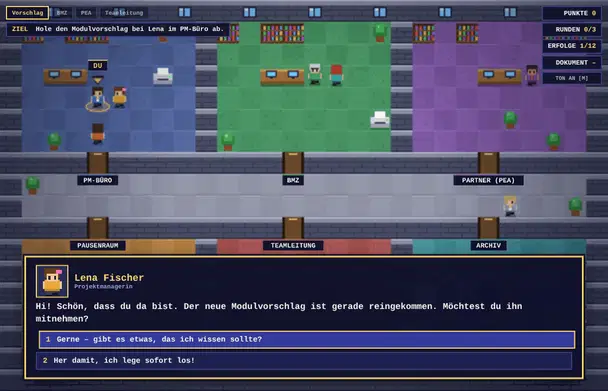 Vorschlag BMZ PEA Teamleitung
PUNKTE 0
ZIEL Hole den Modulvorschlag bei Lena im PM-Büro ab.
RUNDEN 0/3
ERFOLGE 1/12
DOKUMENT –
TON AN [M]
DU
PM-BÜRO
BMZ
PARTNER (PEA)
PAUSENRAUM
TEAMLEITUNG
ARCHIV
Lena Fischer
Projektmanagerin
Hi! Schön, dass du da bist. Der neue Modulvorschlag ist gerade reingekommen. Möchtest du ihn
mitnehmen?
1 Gerne – gibt es etwas, das ich wissen sollte?
2 Her damit, ich lege sofort los!